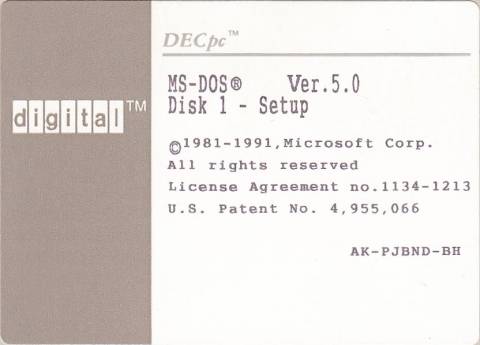 DECpc™
digital™
MS-DOS® Ver.5.0
Disk 1 - Setup
©1981-1991,Microsoft Corp.
All rights reserved
License Agreement no.1134-1213
U.S. Patent No. 4,955,066
AK-PJBND-BH